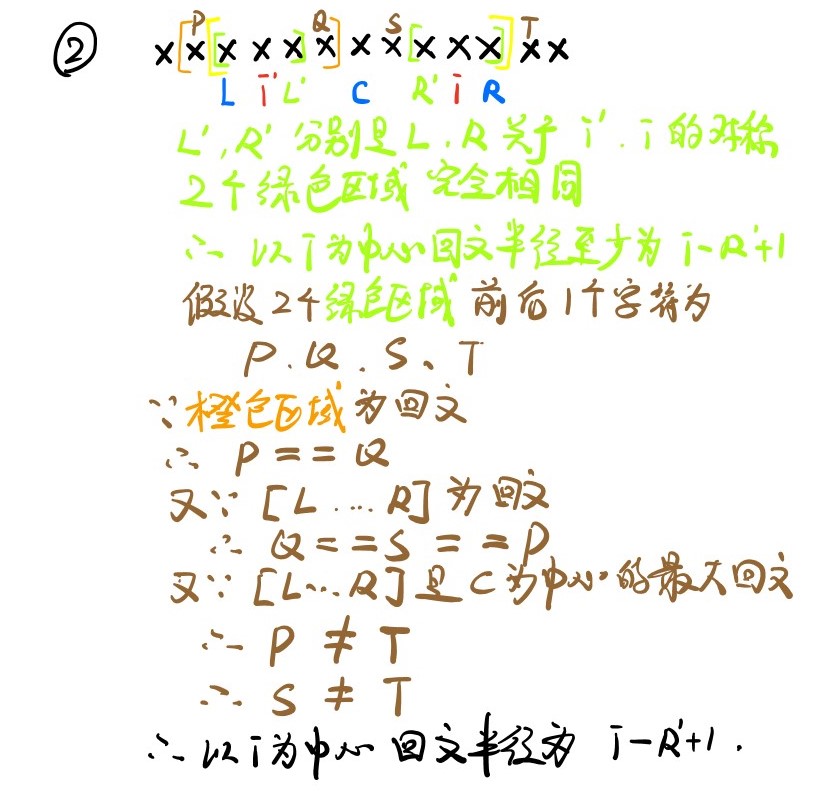 P Q S T
② x[x[x x x]x] x x[x x x]]x x
L i' L' C R' i R
L', R' 分别是 L、R 关于 i'、i 的对称
2个绿色区域 完全相同
∴ 以i为中心回文半径至少为 i-R'+1
假设2个绿色区域 前后1个字符为
P、Q、S、T
∵ 橙色区域为回文
∴ P == Q
又∵ [L ... R] 为回文
∴ Q == S == P
又∵ [L...R] 是C为中心的最大回文
∴ P ≠ T
∴ S ≠ T
∴ 以i为中心回文半径为 i-R'+1.